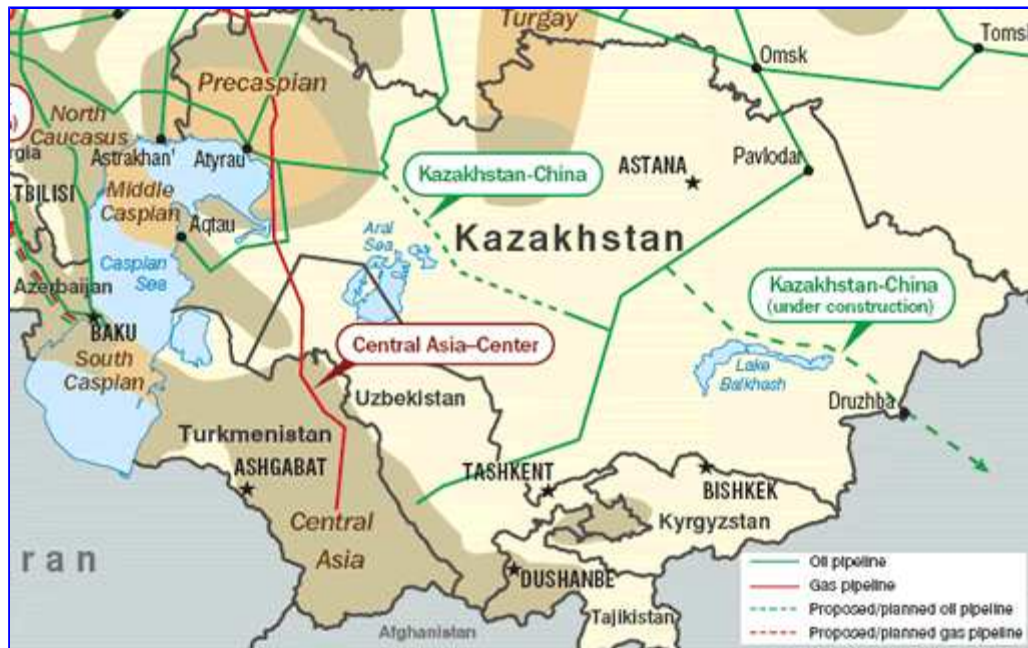 Turgay
Omsk
Tomsk
Precaspian
North
Caucasus
rgia
Astrakhan'
Atyrau
Kazakhstan-China
ASTANA
Pavlodar
TBILISI
Middle
Caspian
Aqtau
Aral
Sea
Kazakhstan
Caspian
Sea
Azerbaijan
Kazakhstan-China
(under construction)
BAKU
Central Asia–Center
South
Caspian
Lake
Balkhash
Uzbekistan
Druzhba
Turkmenistan
ASHGABAT
TASHKENT
BISHKEK
Kyrgyzstan
Central
Asia
ran
DUSHANBE
Tajikistan
Afghanistan
Oil pipeline
Gas pipeline
Proposed/planned oil pipeline
Proposed/planned gas pipeline